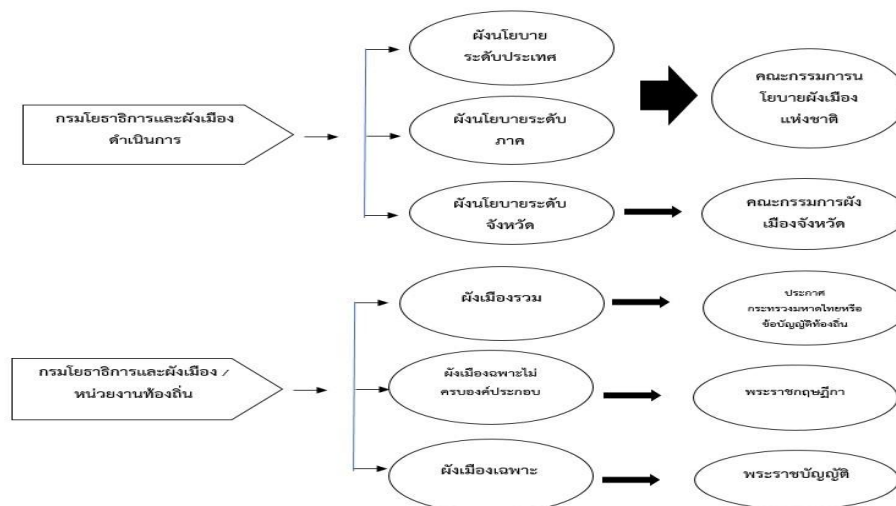 ผังนโยบาย
ระดับประเทศ
คณะกรรมการน
โยบายผังเมือง
แห่งชาติ
กรมโยธาธิการและผังเมือง
ดำเนินการ
ผังนโยบายระดับ
ภาค
ผังนโยบายระดับ
จังหวัด
คณะกรรมการผัง
เมืองจังหวัด
ผังเมืองรวม
ประกาศ
กระทรวงมหาดไทยหรือ
ข้อบัญญัติท้องถิ่น
กรมโยธาธิการและผังเมือง /
หน่วยงานท้องถิ่น
ผังเมืองฉพาะไม่
ครบองค์ประกอบ
พระราชกฤษฎีกา
ผังเมืองเฉพาะ
พระราชบัญญัติ